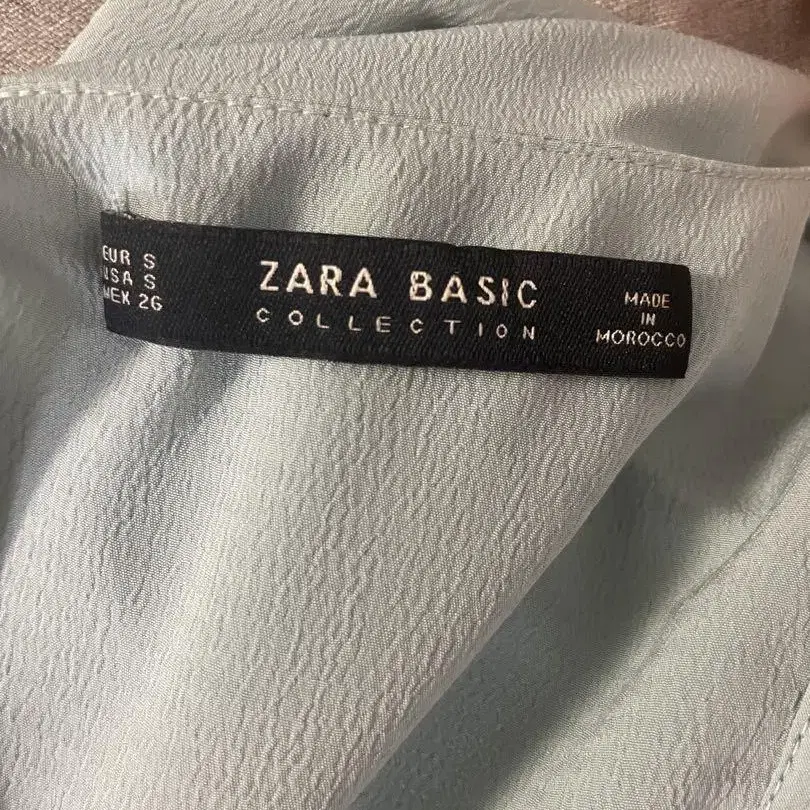 EUR S
USA S
MEX 26
ZARA BASIC
COLLECTION
MADE
IN
MOROCCO